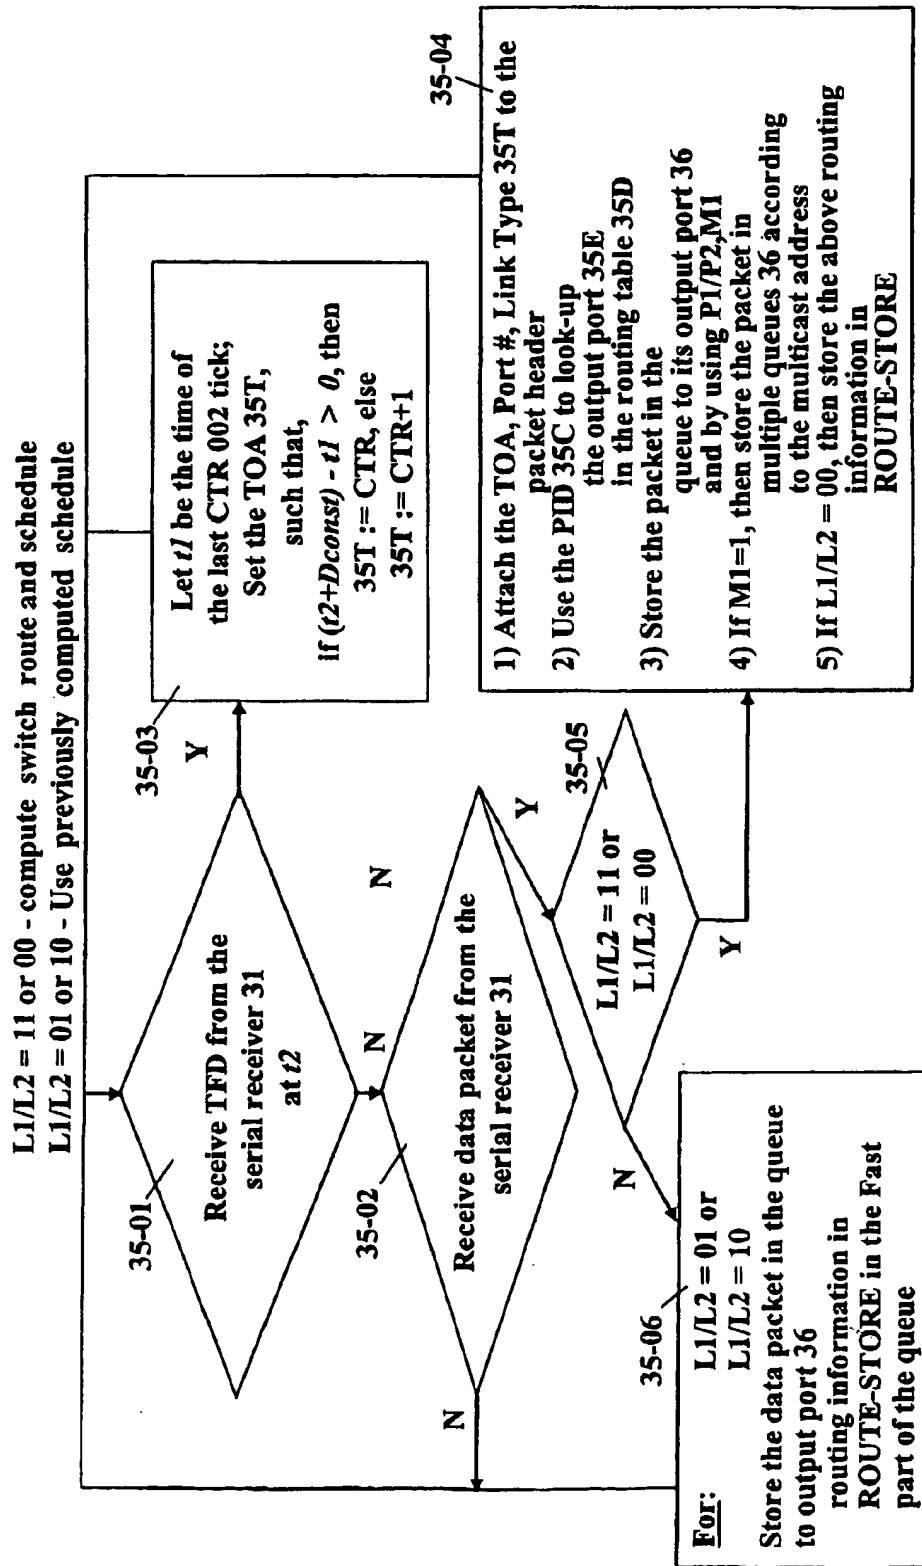 L1/L2 = 11 or 00 - compute switch route and schedule
L1/L2 = 01 or 10 - Use previously computed schedule
35-01
Receive TFD from the
serial receiver 31
at t2
Y
N
35-03
Let t1 be the time of
the last CTR 002 tick;
Set the TOA 35T,
such that,
if (t2+Dconst) - t1 > 0, then
35T := CTR, else
35T := CTR+1
N
35-02
Receive data packet from the
serial receiver 31
N
Y
35-05
L1/L2 = 11 or
L1/L2 = 00
N
Y
35-04
1) Attach the TOA, Port #, Link Type 35T to the
packet header
2) Use the PID 35C to look-up
the output port 35E
in the routing table 35D
3) Store the packet in the
queue to its output port 36
and by using P1/P2,M1
4) If M1=1, then store the packet in
multiple queues 36 according
to the multicast address
5) If L1/L2 = 00, then store the above routing
information in
ROUTE-STORE
35-06
For:
L1/L2 = 01 or
L1/L2 = 10
Store the data packet in the queue
to output port 36
routing information in
ROUTE-STORE in the Fast
part of the queue